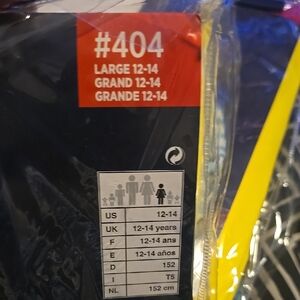 #404
LARGE 12-14
GRAND 12-14
GRANDE 12-14
US 12-14
UK 12-14 years
F 12-14 ans
E 12-14 años
D 152
I T5
NL 152 cm